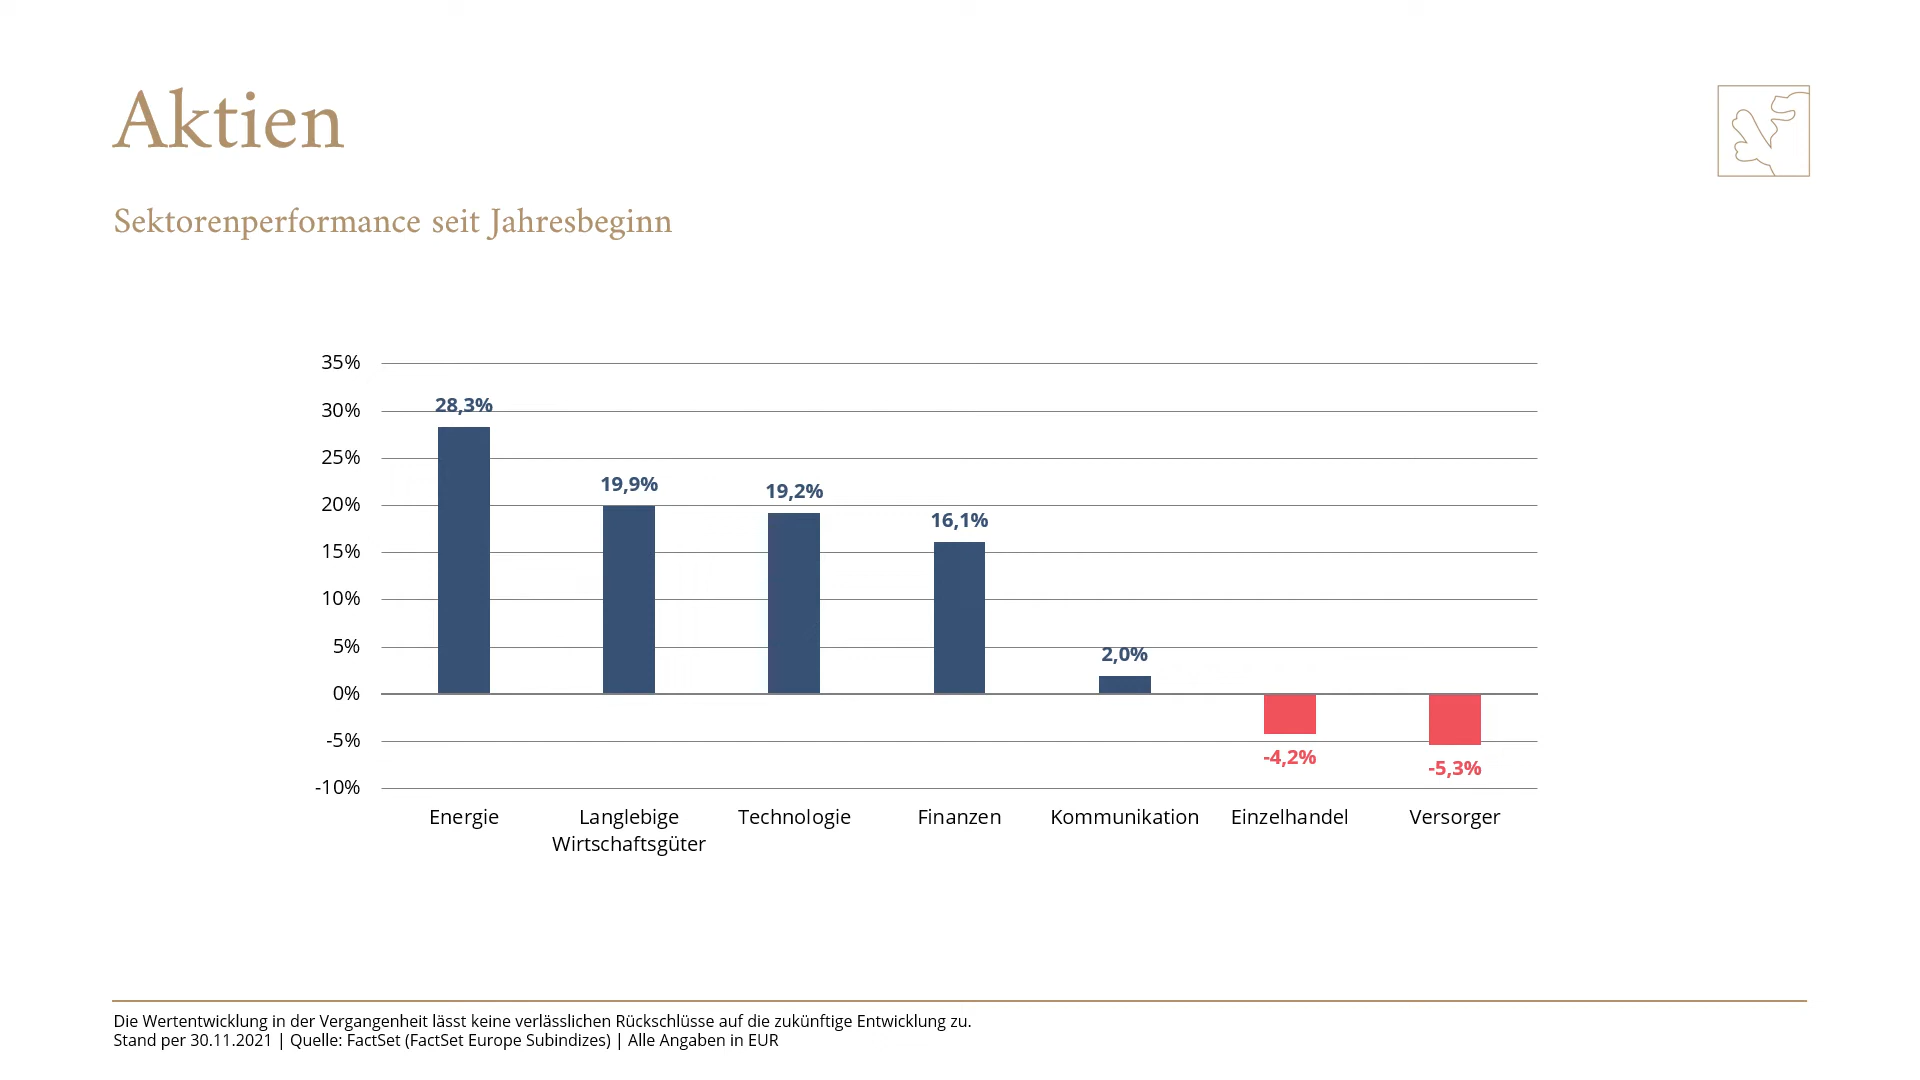 Aktien
Sektorenperformance seit Jahresbeginn
35%
30%
25%
20%
15%
10%
5%
0%
-5%
-10%
28,3%
19,9%
19,2%
16,1%
2,0%
-4,2%
-5,3%
Energie
Langlebige
Wirtschaftsgüter
Technologie
Finanzen
Kommunikation
Einzelhandel
Versorger
Die Wertentwicklung in der Vergangenheit lässt keine verlässlichen Rückschlüsse auf die zukünftige Entwicklung zu.
Stand per 30.11.2021 | Quelle: FactSet (FactSet Europe Subindizes) | Alle Angaben in EUR